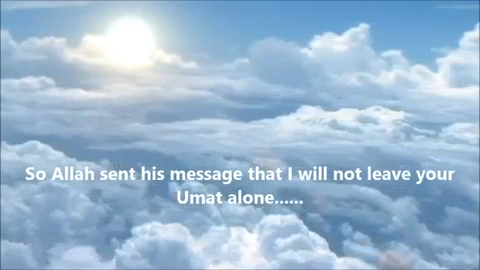 So Allah sent his message that I will not leave your
Umat alone......